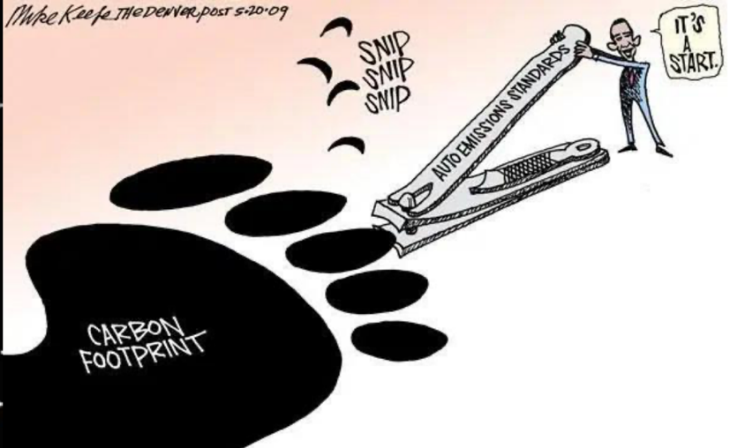 Mike Keefe THE DENVER POST 5-20-09
SNIP
SNIP
SNIP
AUTO EMISSIONS STANDARDS
IT'S
A
START.
CARBON
FOOTPRINT